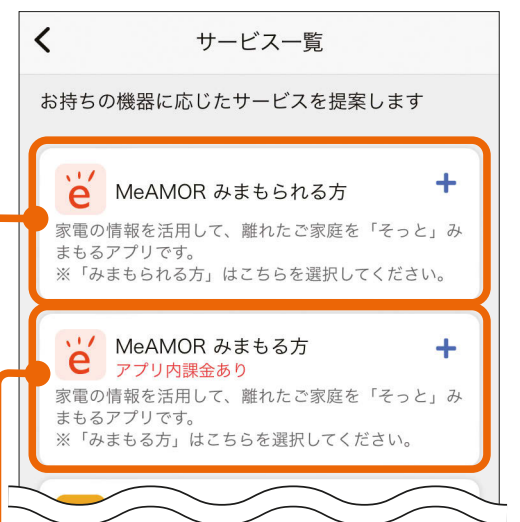 サービス一覧
お持ちの機器に応じたサービスを提案します
MeAMOR みまもられる方
家電の情報を活用して、離れたご家庭を「そっと」み
まもるアプリです。
※「みまもられる方」はこちらを選択してください。
MeAMOR みまもる方
アプリ内課金あり
家電の情報を活用して、離れたご家庭を「そっと」み
まもるアプリです。
※「みまもる方」はこちらを選択してください。